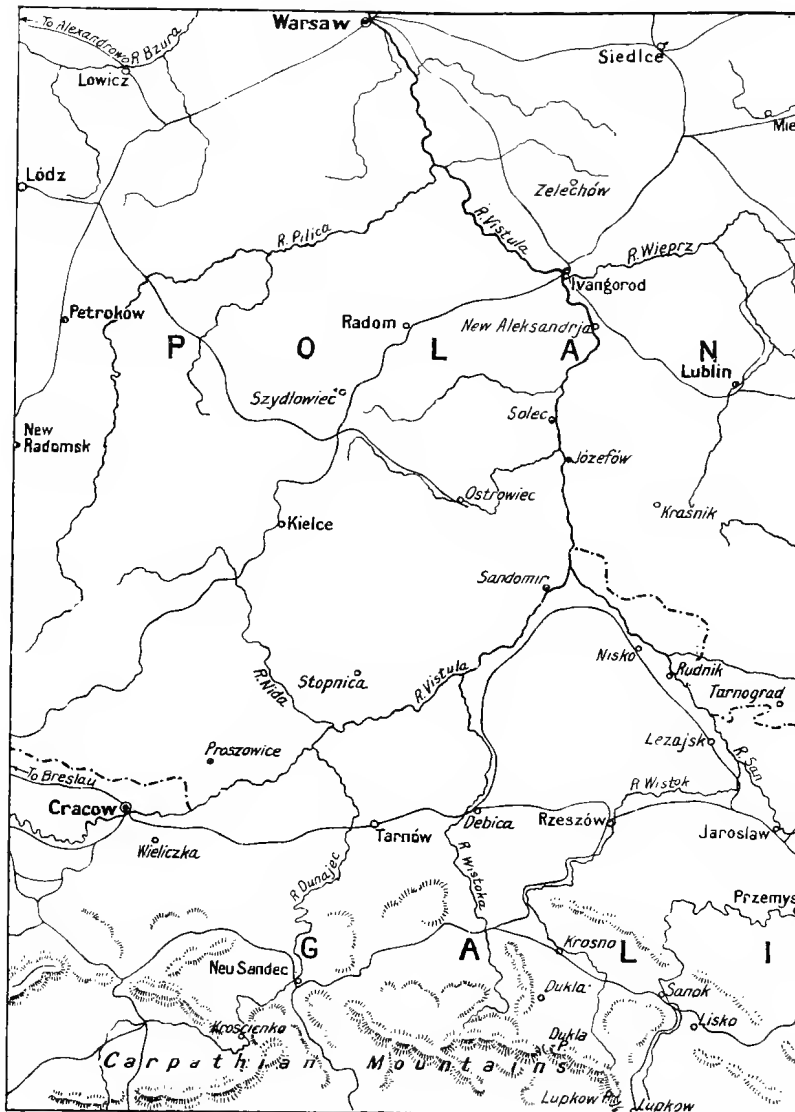 Warsaw
To Alexandrowo
R Bzura
Lowicz
Siedlce
Mie
Lódz
Zelechów
R. Vistula
R. Pilica
R. Wieprz
Ivangorod
Petroków
Radom
New Aleksandrja
P O L A N
Lublin
Szydłowiec
Solec
New
Radomsk
Józefów
Ostrowiec
Kraśnik
Kielce
Sandomir
Nisko
Rudnik
Tarnograd
Stopnica
R. Vistula
R. Nida
Lezajsk
R. San
Proszowice
To Breslau
R Wistok
Cracow
Debica
Rzeszów
Tarnów
Jaroslaw
Wieliczka
R. Dunajec
R Wistoka
Przemys
G A L I
Krosno
Neu Sandec
Dukla
Sanok
Lisko
Kroscienko
Dukla
P.
Carpathian Mountains
Lupkow P.
Lupkow